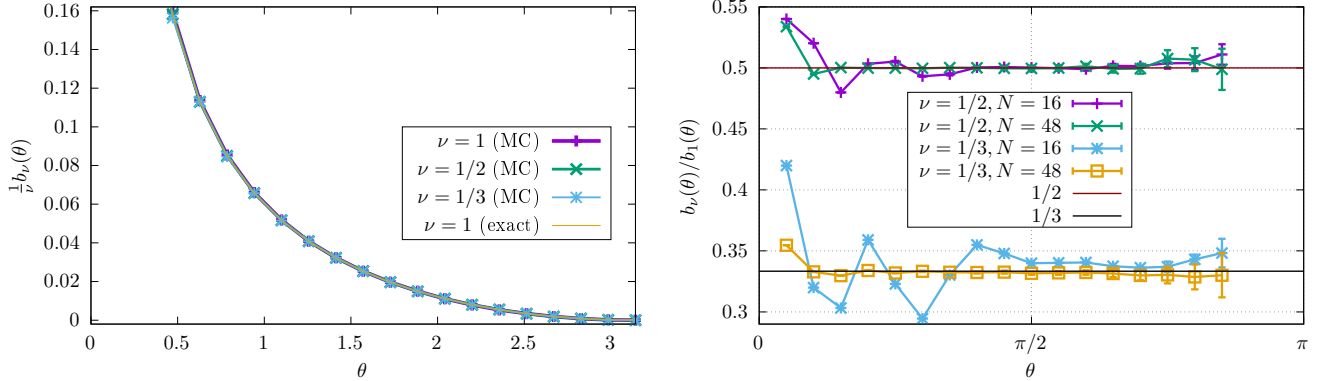 0.16
0.14
0.12
0.1
0.08
0.06
0.04
0.02
0
1/ν b_ν(θ)
ν = 1 (MC)
ν = 1/2 (MC)
ν = 1/3 (MC)
ν = 1 (exact)
0 0.5 1 1.5 2 2.5 3
θ
0.5
0.45
0.4
0.35
0.3
b_ν(θ)/b_1(θ)
ν = 1/2, N = 16
ν = 1/2, N = 48
ν = 1/3, N = 16
ν = 1/3, N = 48
1/2
1/3
0 π/2 π
θ